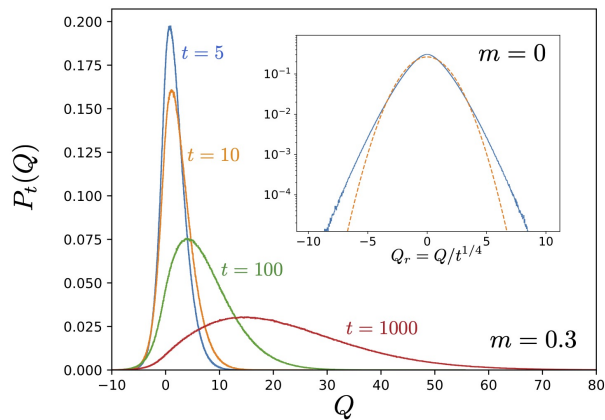 P_t(Q)
0.200
0.175
0.150
0.125
0.100
0.075
0.050
0.025
0.000
t = 5
t = 10
t = 100
t = 1000
m = 0.3
−10 0 10 20 30 40 50 60 70 80
Q
m = 0
10^{-1}
10^{-2}
10^{-3}
10^{-4}
−10 −5 0 5 10
Q_r = Q/t^{1/4}